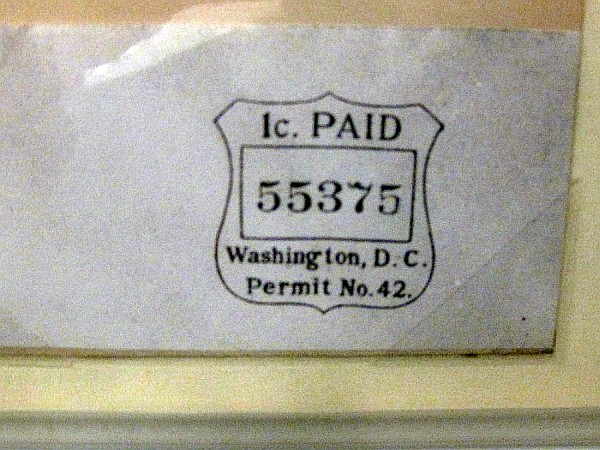 1c. PAID
55375
Washington, D.C.
Permit No. 42.